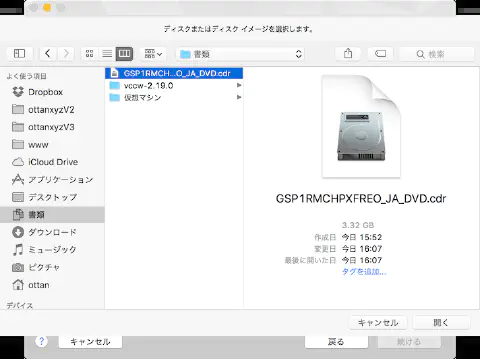 ディスクまたはディスク イメージを選択します。
書類
検索
よく使う項目
Dropbox
ottanxyzV2
ottanxyzV3
www
iCloud Drive
アプリケーション
デスクトップ
書類
ダウンロード
ミュージック
ピクチャ
ottan
デバイス
GSP1RMCH...O_JA_DVD.cdr
vccw-2.19.0
仮想マシン
GSP1RMCHPXFREO_JA_DVD.cdr
3.32 GB
作成日 今日 15:52
変更日 今日 16:07
最後に開いた日 今日 16:07
タグを追加...
キャンセル 開く
? キャンセル 戻る 続ける